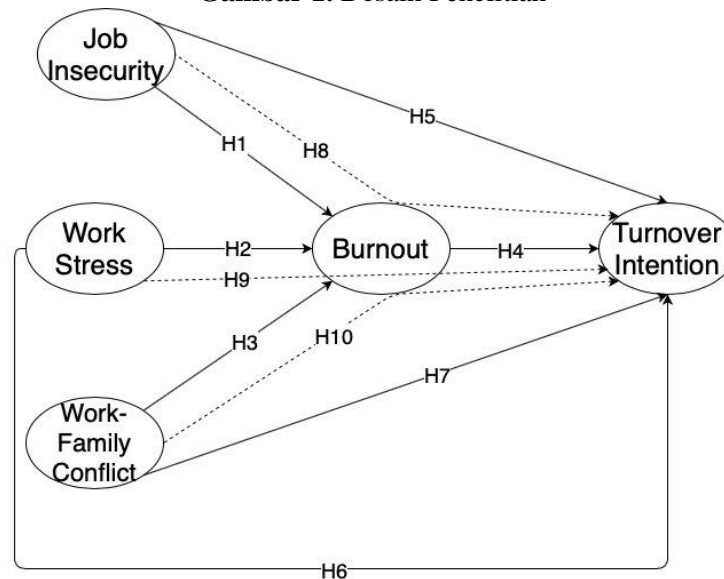 Gambar 1. Desain Penelitian
Job
Insecurity
H5
H1
H8
Work
Stress
H2
Burnout
H4
Turnover
Intention
H9
H3
H10
H7
Work-
Family
Conflict
H6